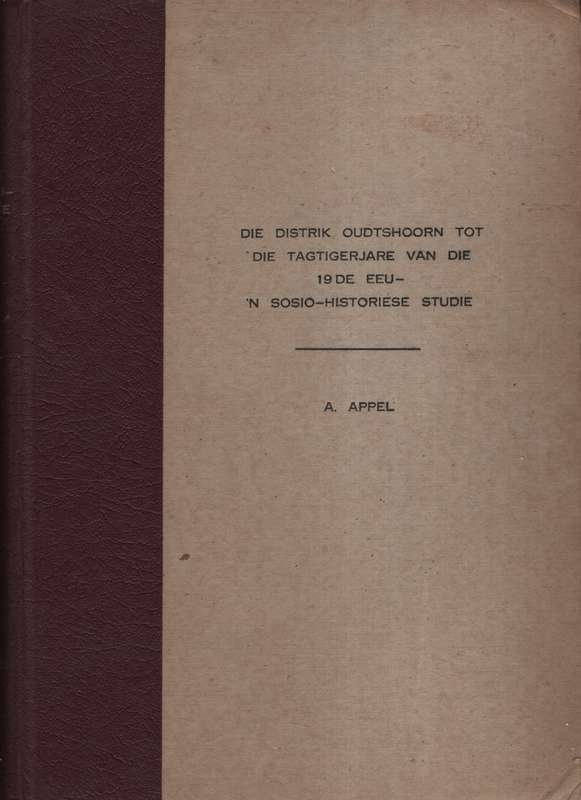 DIE DISTRIK OUDTSHOORN TOT
DIE TAGTIGERJARE VAN DIE
19DE EEU-
'N SOSIO-HISTORIESE STUDIE
A. APPEL